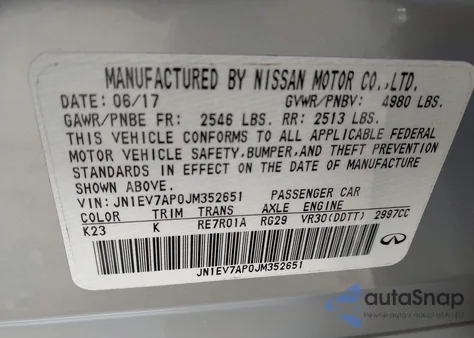 MANUFACTURED BY NISSAN MOTOR CO.,LTD.
DATE: 06/17 GVWR/PNBV: 4980 LBS.
GAWR/PNBE FR: 2546 LBS. RR: 2513 LBS.
THIS VEHICLE CONFORMS TO ALL APPLICABLE FEDERAL
MOTOR VEHICLE SAFETY, BUMPER, AND THEFT PREVENTION
STANDARDS IN EFFECT ON THE DATE OF MANUFACTURE
SHOWN ABOVE.
VIN: JN1EV7AP0JM352651 PASSENGER CAR
COLOR TRIM TRANS AXLE ENGINE
K23 K RE7R01A RG29 VR30(DDTT) 2997CC
JN1EV7AP0JM352651
autoSnap